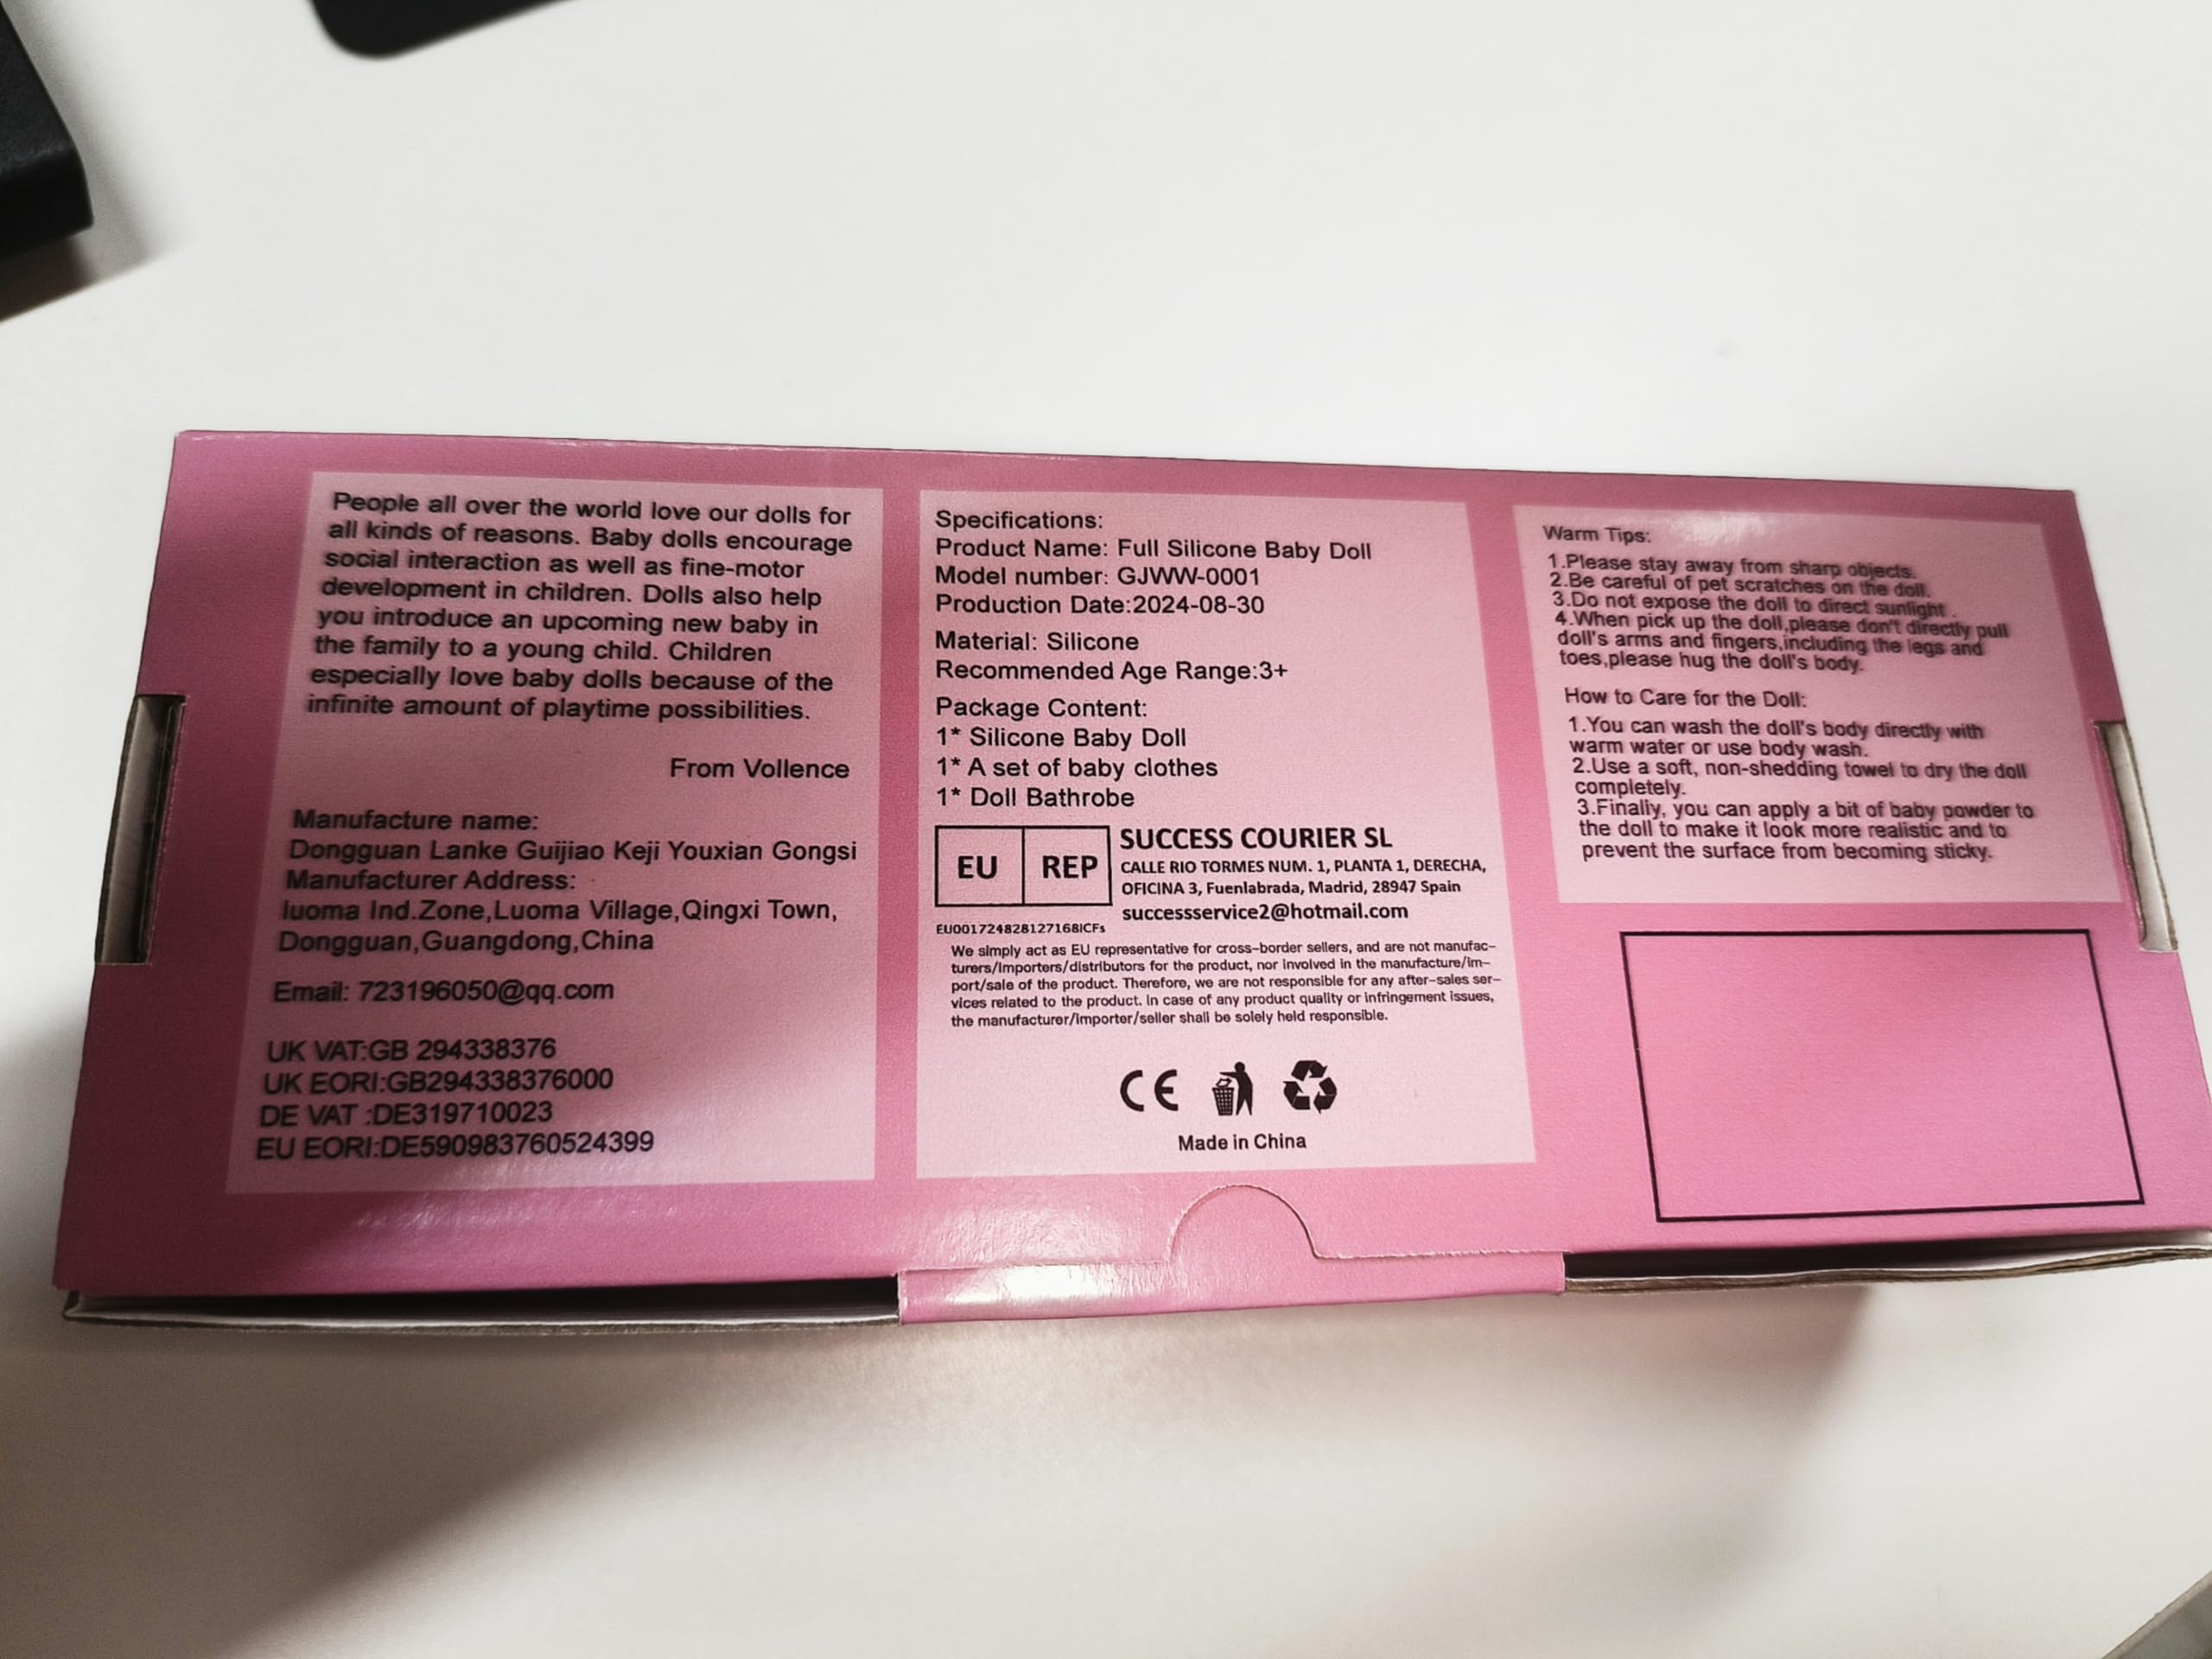 People all over the world love our dolls for
all kinds of reasons. Baby dolls encourage
social interaction as well as fine-motor
development in children. Dolls also help
you introduce an upcoming new baby in
the family to a young child. Children
especially love baby dolls because of the
infinite amount of playtime possibilities.
From Vollence
Manufacture name:
Dongguan Lanke Guijiao Keji Youxian Gongsi
Manufacturer Address:
luoma Ind.Zone,Luoma Village,Qingxi Town,
Dongguan,Guangdong,China
Email: 723196050@qq.com
UK VAT:GB 294338376
UK EORI:GB294338376000
DE VAT :DE319710023
EU EORI:DE590983760524399
Specifications:
Product Name: Full Silicone Baby Doll
Model number: GJWW-0001
Production Date:2024-08-30
Material: Silicone
Recommended Age Range:3+
Package Content:
1* Silicone Baby Doll
1* A set of baby clothes
1* Doll Bathrobe
EU REP
SUCCESS COURIER SL
CALLE RIO TORMES NUM. 1, PLANTA 1, DERECHA,
OFICINA 3, Fuenlabrada, Madrid, 28947 Spain
successservice2@hotmail.com
EU001724828127168ICFs
We simply act as EU representative for cross-border sellers, and are not manufac-
turers/importers/distributors for the product, nor involved in the manufacture/im-
port/sale of the product. Therefore, we are not responsible for any after-sales ser-
vices related to the product. In case of any product quality or infringement issues,
the manufacturer/importer/seller shall be solely held responsible.
CE
Made in China
Warm Tips:
1.Please stay away from sharp objects.
2.Be careful of pet scratches on the doll.
3.Do not expose the doll to direct sunlight .
4.When pick up the doll,please don't directly pull
doll's arms and fingers,including the legs and
toes,please hug the doll's body.
How to Care for the Doll:
1.You can wash the doll's body directly with
warm water or use body wash.
2.Use a soft, non-shedding towel to dry the doll
completely.
3.Finally, you can apply a bit of baby powder to
the doll to make it look more realistic and to
prevent the surface from becoming sticky.